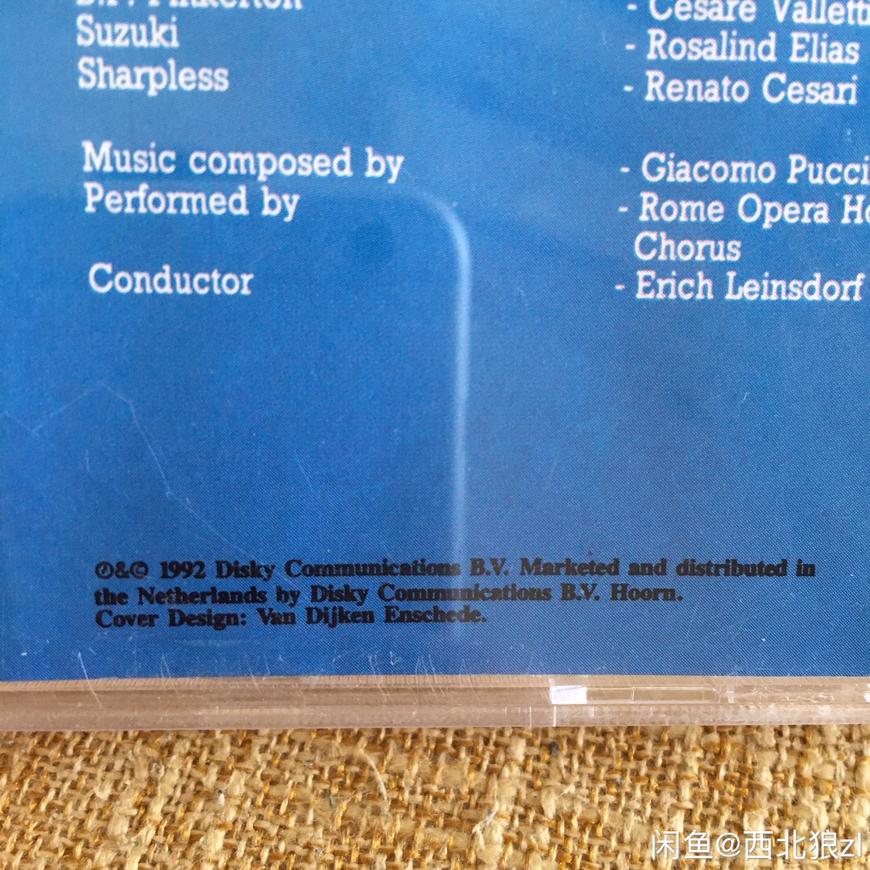 Suzuki - Rosalind Elias
Sharpless - Renato Cesari
Music composed by - Giacomo Pucci
Performed by - Rome Opera
Chorus
Conductor - Erich Leinsdorf
℗&© 1992 Disky Communications B.V. Marketed and distributed in
the Netherlands by Disky Communications B.V. Hoorn.
Cover Design: Van Dijken Enschede.
闲鱼@西北狼zl